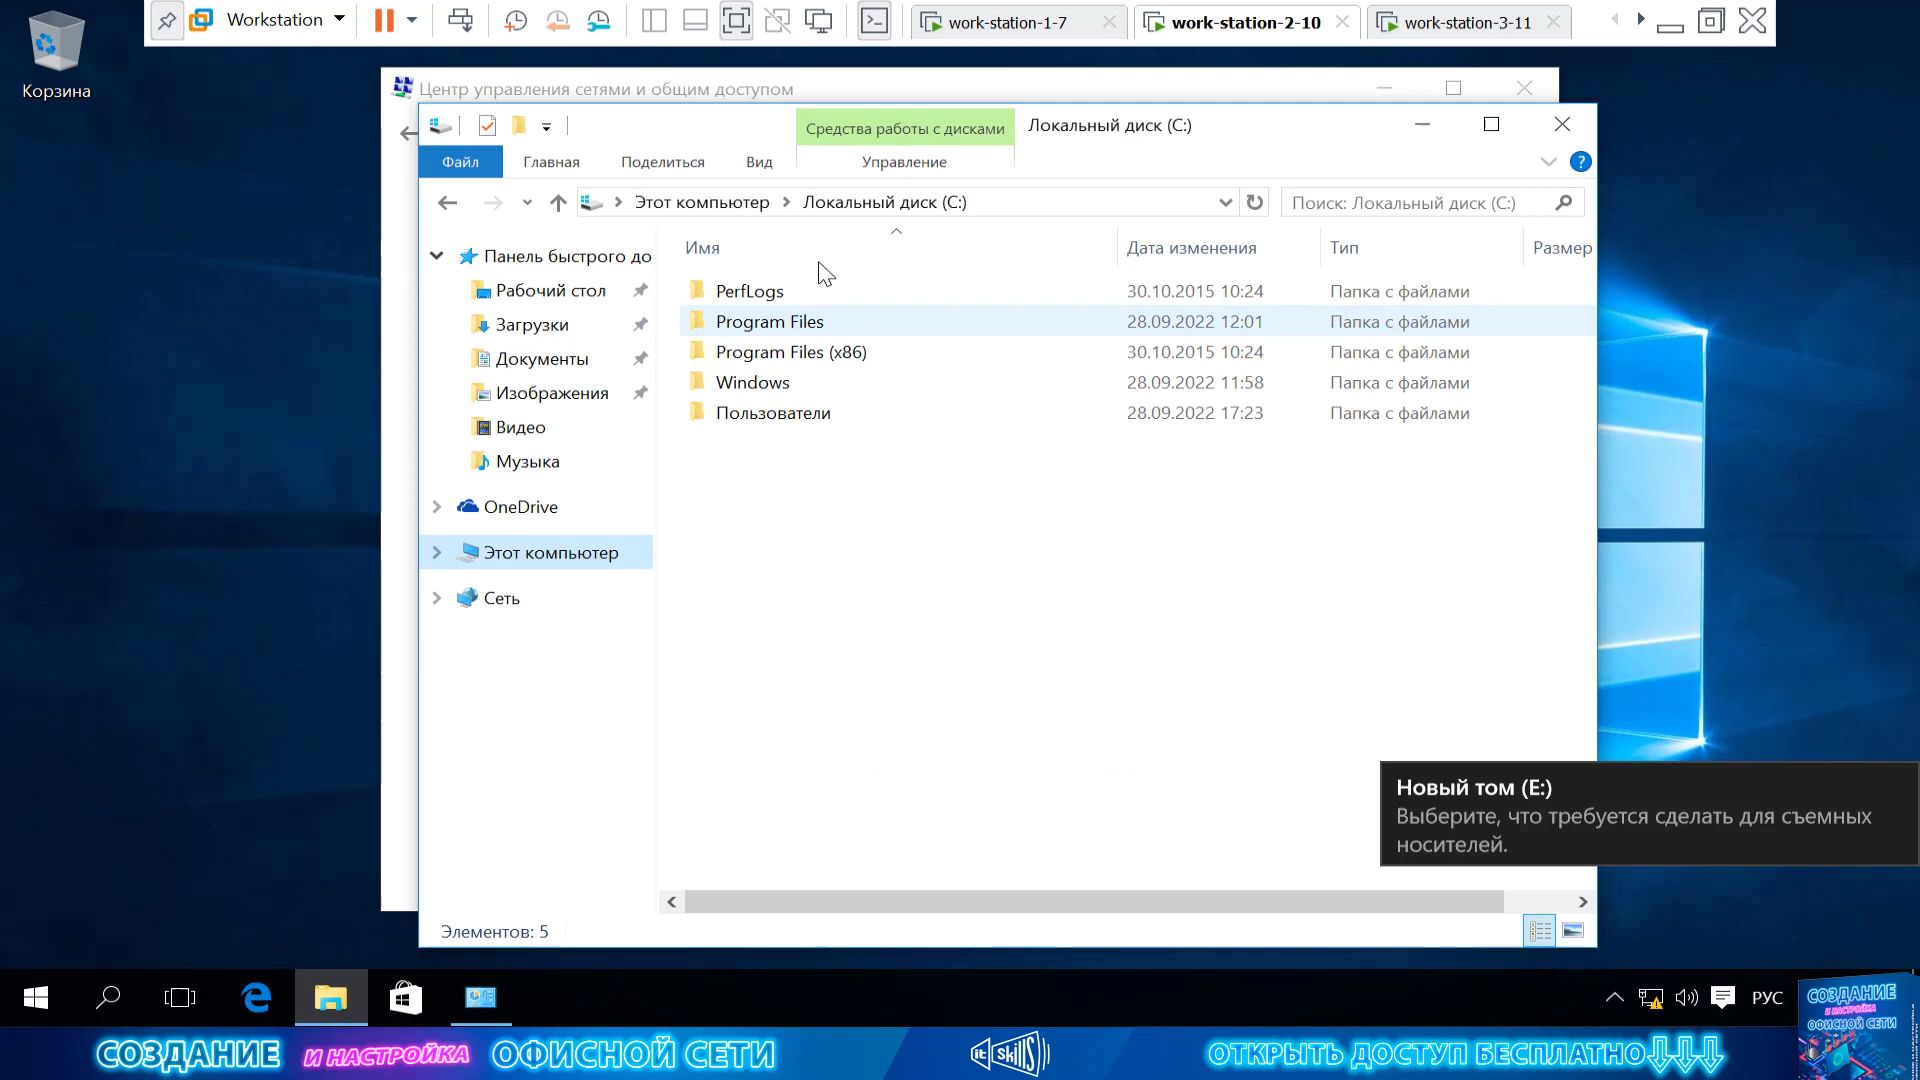 Workstation
work-station-1-7
work-station-2-10
work-station-3-11
Корзина
Центр управления сетями и общим доступом
Средства работы с дисками
Локальный диск (C:)
Файл
Главная
Поделиться
Вид
Управление
Этот компьютер
Локальный диск (C:)
Поиск: Локальный диск (C:)
Имя
Дата изменения
Тип
Размер
Панель быстрого до
Рабочий стол
Загрузки
Документы
Изображения
Видео
Музыка
OneDrive
Этот компьютер
Сеть
PerfLogs 30.10.2015 10:24 Папка с файлами
Program Files 28.09.2022 12:01 Папка с файлами
Program Files (x86) 30.10.2015 10:24 Папка с файлами
Windows 28.09.2022 11:58 Папка с файлами
Пользователи 28.09.2022 17:23 Папка с файлами
Новый том (E:)
Выберите, что требуется сделать для съемных
носителей.
Элементов: 5
РУС
СОЗДАНИЕ
И НАСТРОЙКА
ОФИСНОЙ СЕТИ
СОЗДАНИЕ И НАСТРОЙКА ОФИСНОЙ СЕТИ
it skills
ОТКРЫТЬ ДОСТУП БЕСПЛАТНО